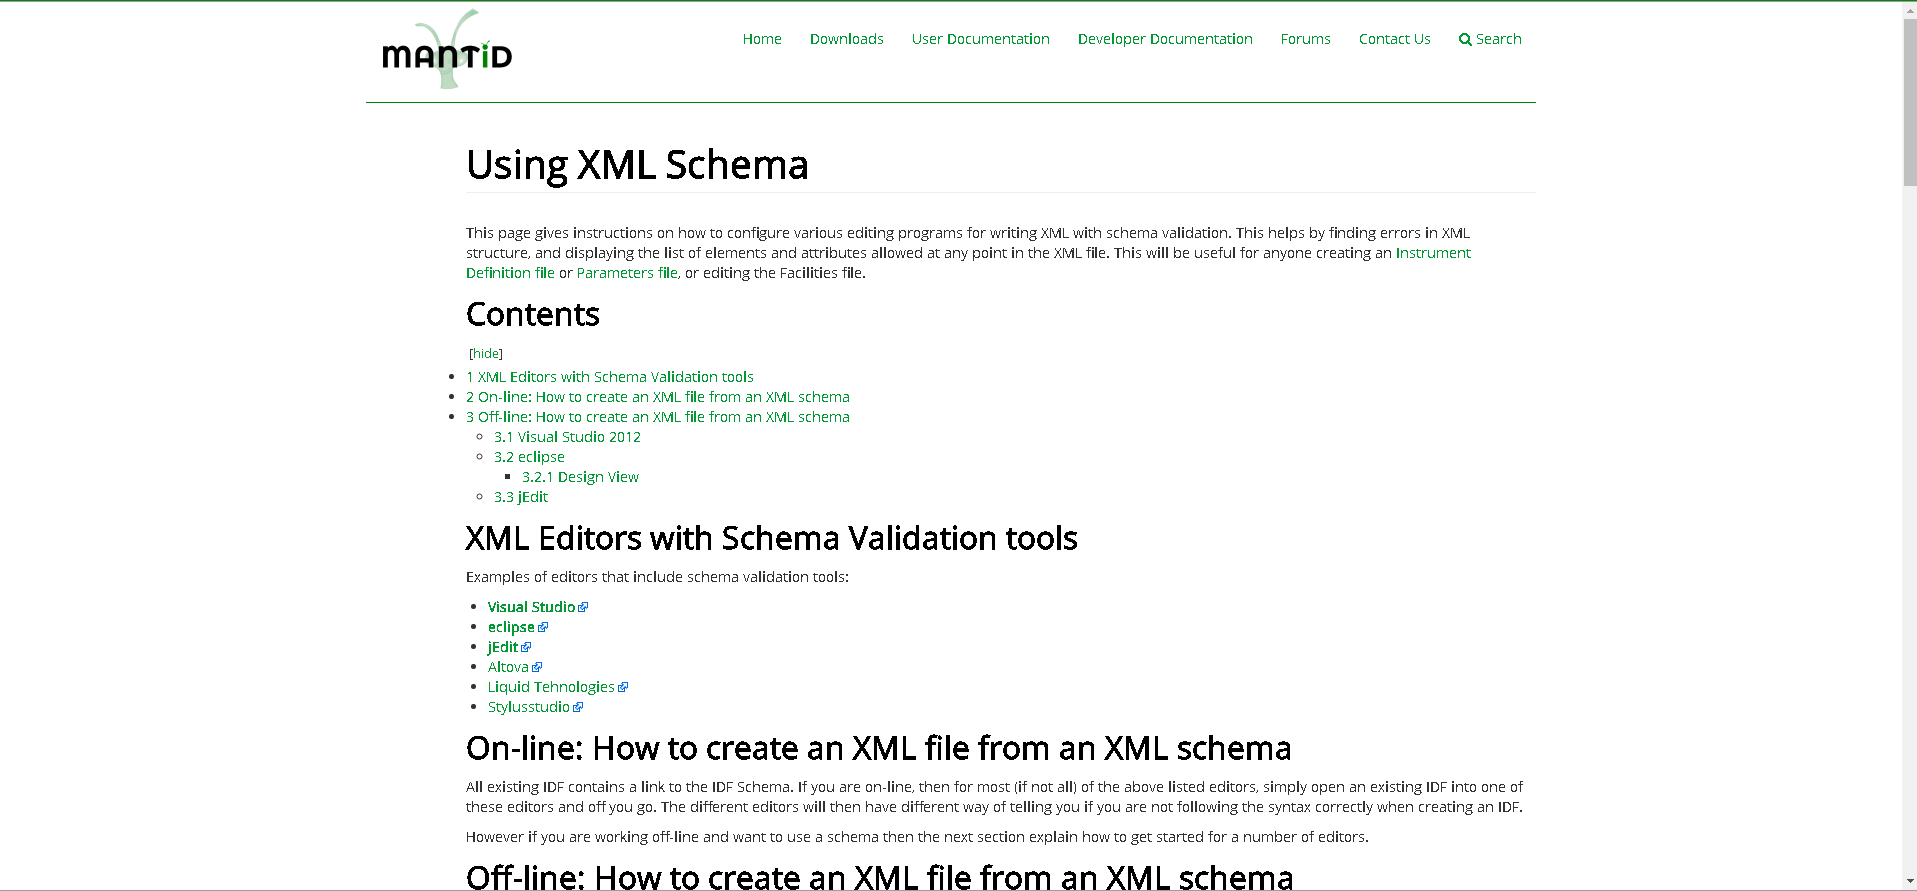 MANTID
Home Downloads User Documentation Developer Documentation Forums Contact Us Search
Using XML Schema
This page gives instructions on how to configure various editing programs for writing XML with schema validation. This helps by finding errors in XML
structure, and displaying the list of elements and attributes allowed at any point in the XML file. This will be useful for anyone creating an Instrument
Definition file or Parameters file, or editing the Facilities file.
Contents
[hide]
1 XML Editors with Schema Validation tools
2 On-line: How to create an XML file from an XML schema
3 Off-line: How to create an XML file from an XML schema
3.1 Visual Studio 2012
3.2 eclipse
3.2.1 Design View
3.3 jEdit
XML Editors with Schema Validation tools
Examples of editors that include schema validation tools:
Visual Studio
eclipse
jEdit
Altova
Liquid Tehnologies
Stylusstudio
On-line: How to create an XML file from an XML schema
All existing IDF contains a link to the IDF Schema. If you are on-line, then for most (if not all) of the above listed editors, simply open an existing IDF into one of
these editors and off you go. The different editors will then have different way of telling you if you are not following the syntax correctly when creating an IDF.
However if you are working off-line and want to use a schema then the next section explain how to get started for a number of editors.
Off-line: How to create an XML file from an XML schema